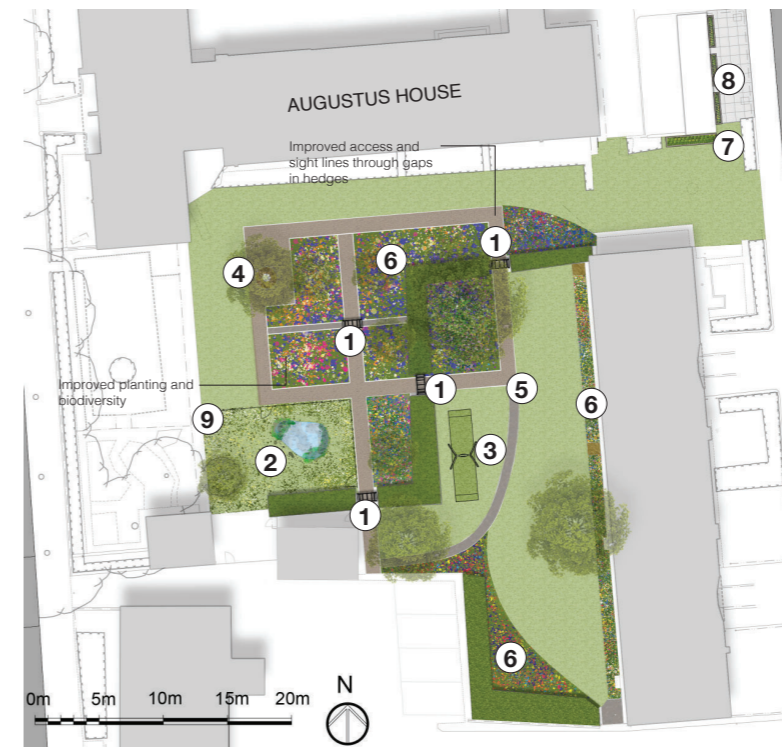 AUGUSTUS HOUSE
8
Improved access and
sight lines through gaps
in hedges
7
1
6
4
1
Improved planting and
biodiversity
1
5
6
9
3
2
1
6
0m 5m 10m 15m 20m
N